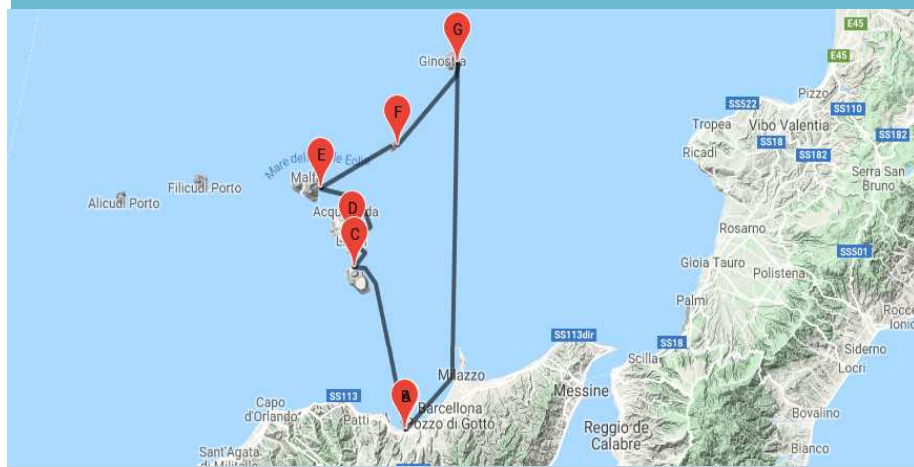 G
E45
Ginostra
E45
Pizzo
F
SS522
SS110
Tropea
Vibo Valentia
SS18
SS182
Ricadi
SS182
E
Mare del
Eolie
Malf
Filicudi Porto
Alicudi Porto
Serra San
Bruno
D
C
Rosarno
SS501
Gioia Tauro
Polistena
Palmi
Rocce
Ionic
SS113dir
SS18
Scilla
Siderno
Locri
Milazzo
Messine
SS113
Capo
d'Orlando
Patti
Barcellona
Pozzo di Gotto
Reggio de
Calabre
Bovalino
Sant'Agata
di Militello